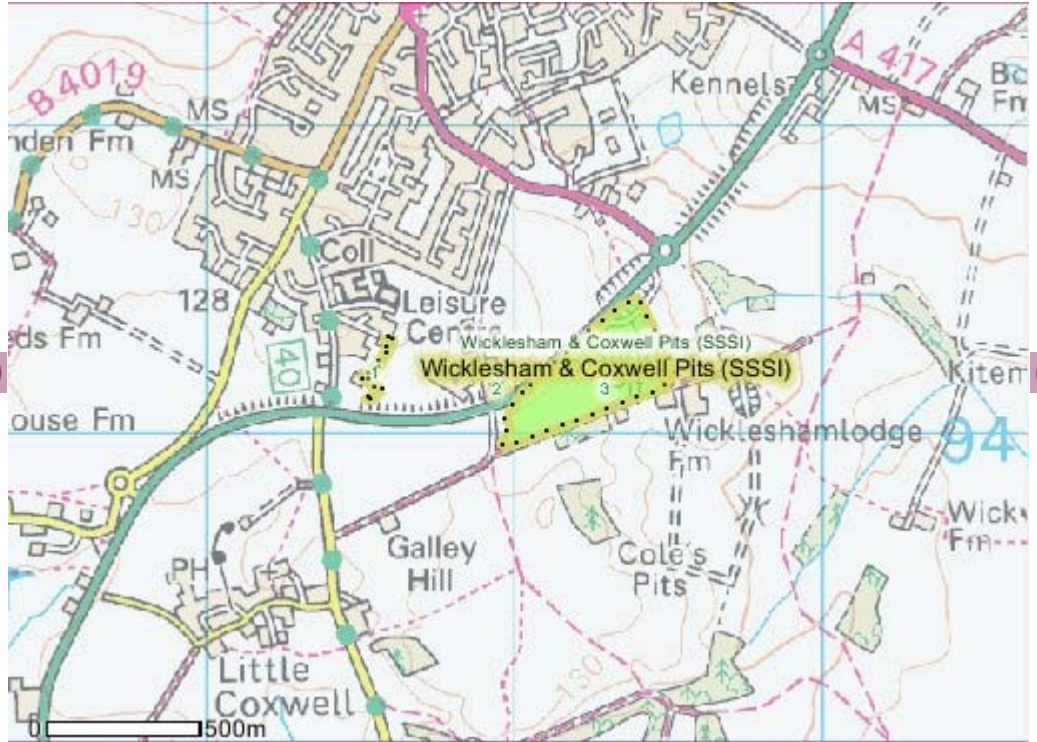 B 4019
A 417
Kennels
MS
MS
MS
Fm
nden Fm
130
Coll
128
Leisure
Centre
eds Fm
Wicklesham & Coxwell Pits (SSSI)
Wicklesham & Coxwell Pits (SSSI)
40
1
2
3
Kitem
ouse Fm
Wickleshamlodge
Fm
94
Wick
Fm
Galley
Hill
Cole's
Pits
PH
130
Little
Coxwell
0
500m